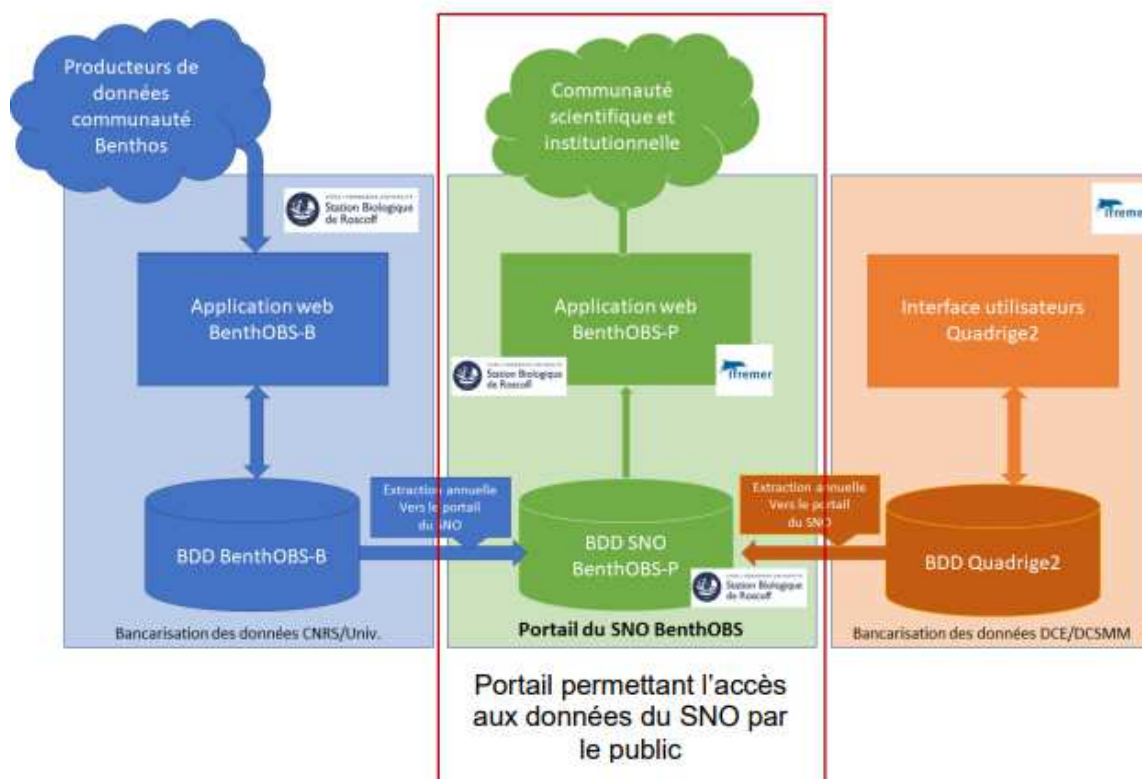 Producteurs de
données
communauté
Benthos
Communauté
scientifique et
institutionnelle
Station Biologique
de Roscoff
ifremer
Application web
BenthOBS-B
Application web
BenthOBS-P
Interface utilisateurs
Quadrige2
Station Biologique
de Roscoff
ifremer
Extraction annuelle
Vers le portail
du SNO
Extraction annuelle
Vers le portail
du SNO
BDD BenthOBS-B
BDD SNO
BenthOBS-P
BDD Quadrige2
Station Biologique
de Roscoff
Bancarisation des données CNRS/Univ.
Portail du SNO BenthOBS
Bancarisation des données DCE/DCSMM
Portail permettant l’accès
aux données du SNO par
le public